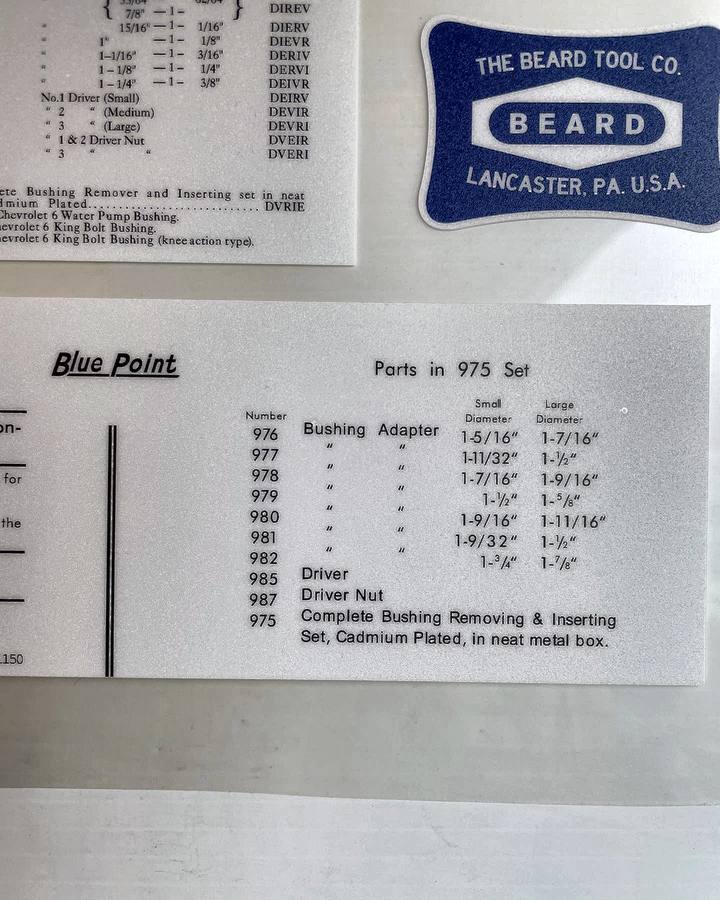 7/8" — 1 — DIREV
15/16" — 1 — 1/16" DIERV
" 1" — 1 — 1/8" DIEVR
" 1–1/16" — 1 — 3/16" DERIV
" 1–1/8" — 1 — 1/4" DERVI
" 1–1/4" — 1 — 3/8" DEIVR
No.1 Driver (Small) DEIRV
" 2 " (Medium) DEVIR
" 3 " (Large) DEVRI
" 1 & 2 Driver Nut DVEIR
" 3 " " DVERI
Bushing Remover and Inserting set in neat
Plated.......................................... DVRIE
Chevrolet 6 Water Pump Bushing.
6 King Bolt Bushing.
6 King Bolt Bushing (knee action type).
THE BEARD TOOL CO.
BEARD
LANCASTER, PA. U.S.A.
for
the
Blue Point
Parts in 975 Set
Number Small Diameter Large Diameter
976 Bushing Adapter 1-5/16" 1-7/16"
977 " " 1-11/32" 1-½"
978 " " 1-7/16" 1-9/16"
979 " " 1-½" 1-⅝"
980 " " 1-9/16" 1-11/16"
981 " " 1-9/32" 1-½"
982 " " 1-¾" 1-⅞"
985 Driver
987 Driver Nut
975 Complete Bushing Removing & Inserting
Set, Cadmium Plated, in neat metal box.